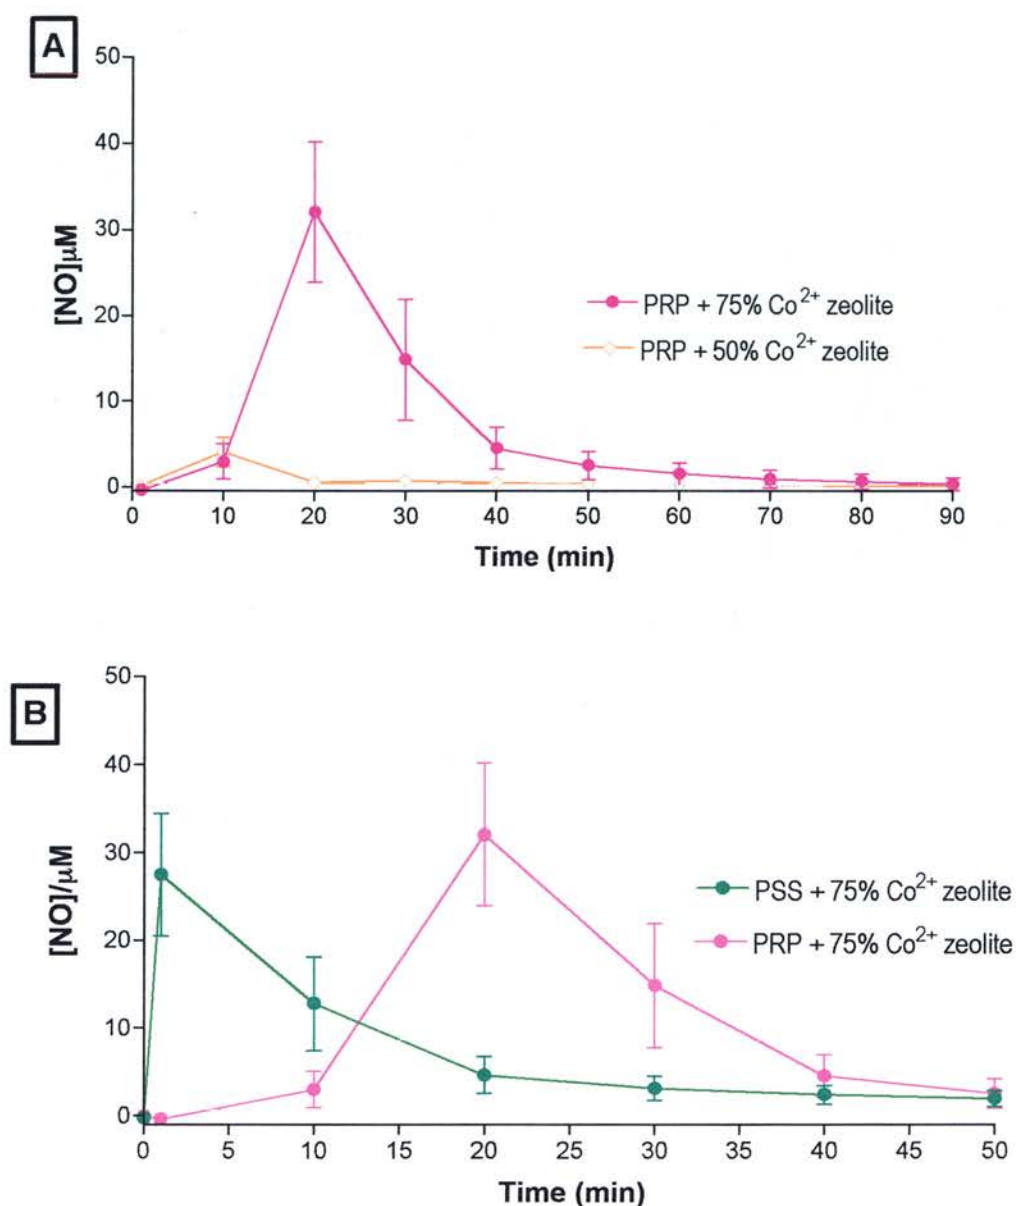 A
50
40
30
20
10
0
[NO]µM
PRP + 75% Co²⁺ zeolite
PRP + 50% Co²⁺ zeolite
0 10 20 30 40 50 60 70 80 90
Time (min)
B
50
40
30
20
10
0
[NO]/µM
PSS + 75% Co²⁺ zeolite
PRP + 75% Co²⁺ zeolite
0 5 10 15 20 25 30 35 40 45 50
Time (min)